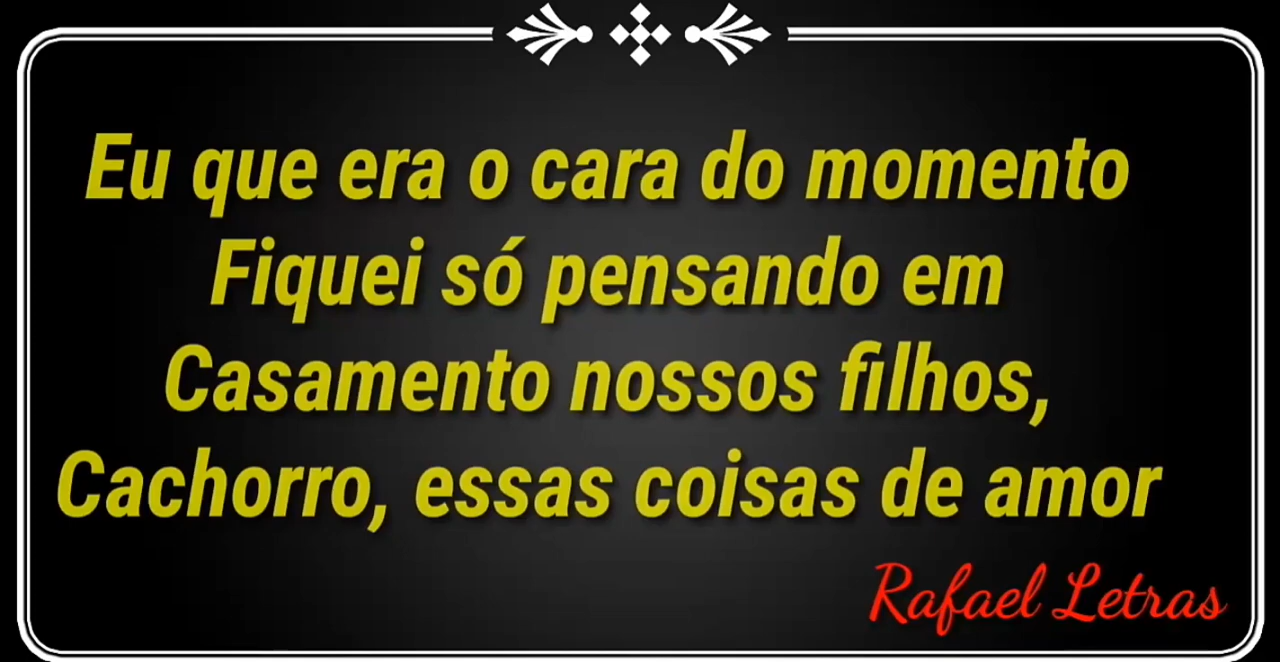 Eu que era o cara do momento
Fiquei só pensando em
Casamento nossos filhos,
Cachorro, essas coisas de amor
Rafael Letras